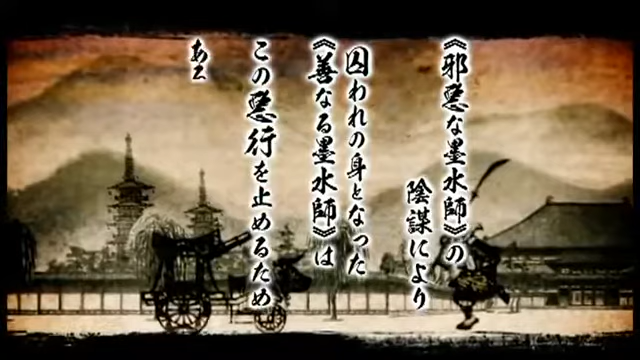 《邪悪な墨水師》の
陰謀により
囚われの身となった
《善なる墨水師》は
この悪行を止めるため
あ